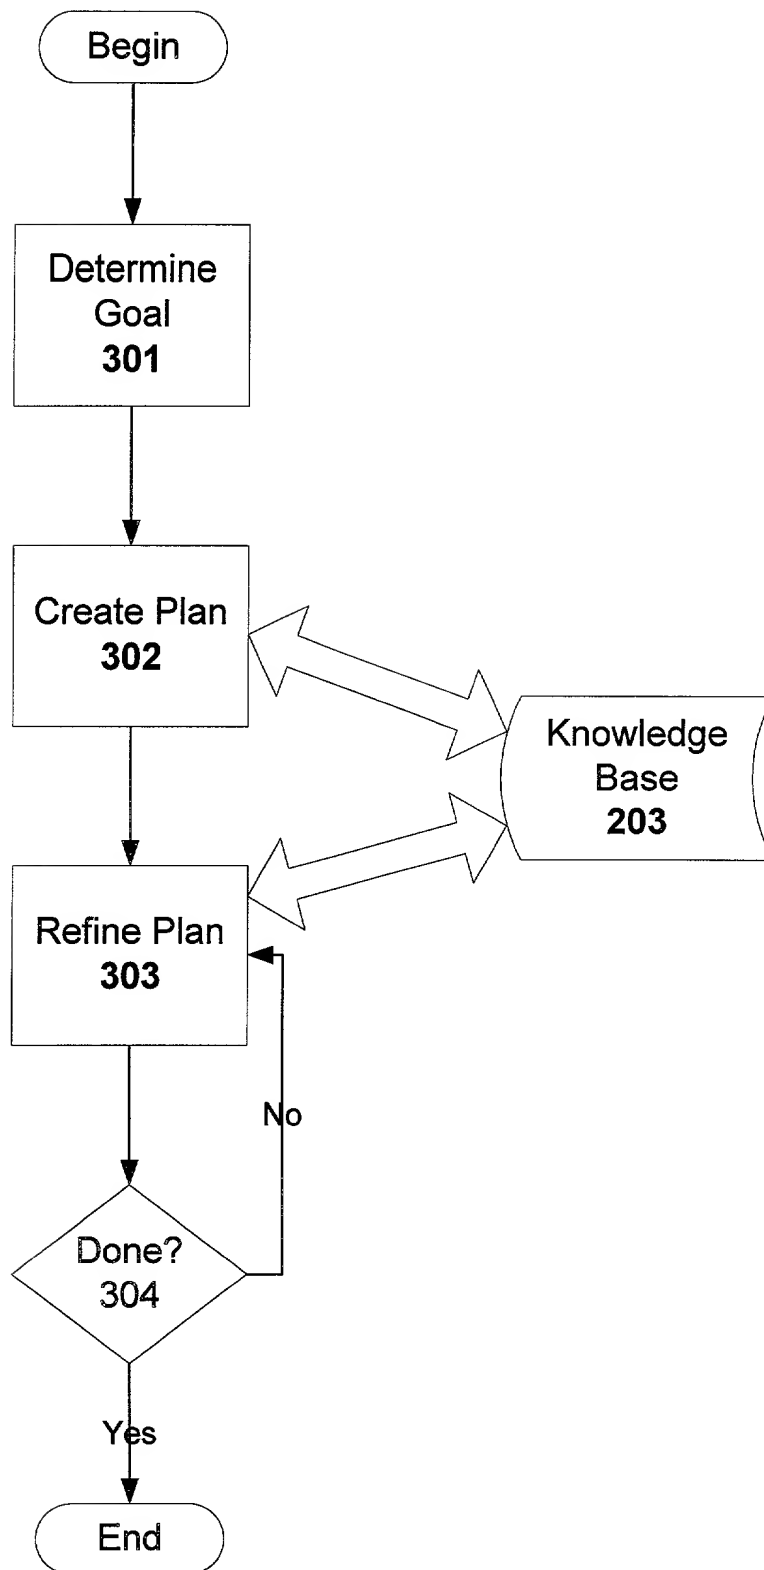 Begin
Determine
Goal
301
Create Plan
302
Knowledge
Base
203
Refine Plan
303
No
Done?
304
Yes
End